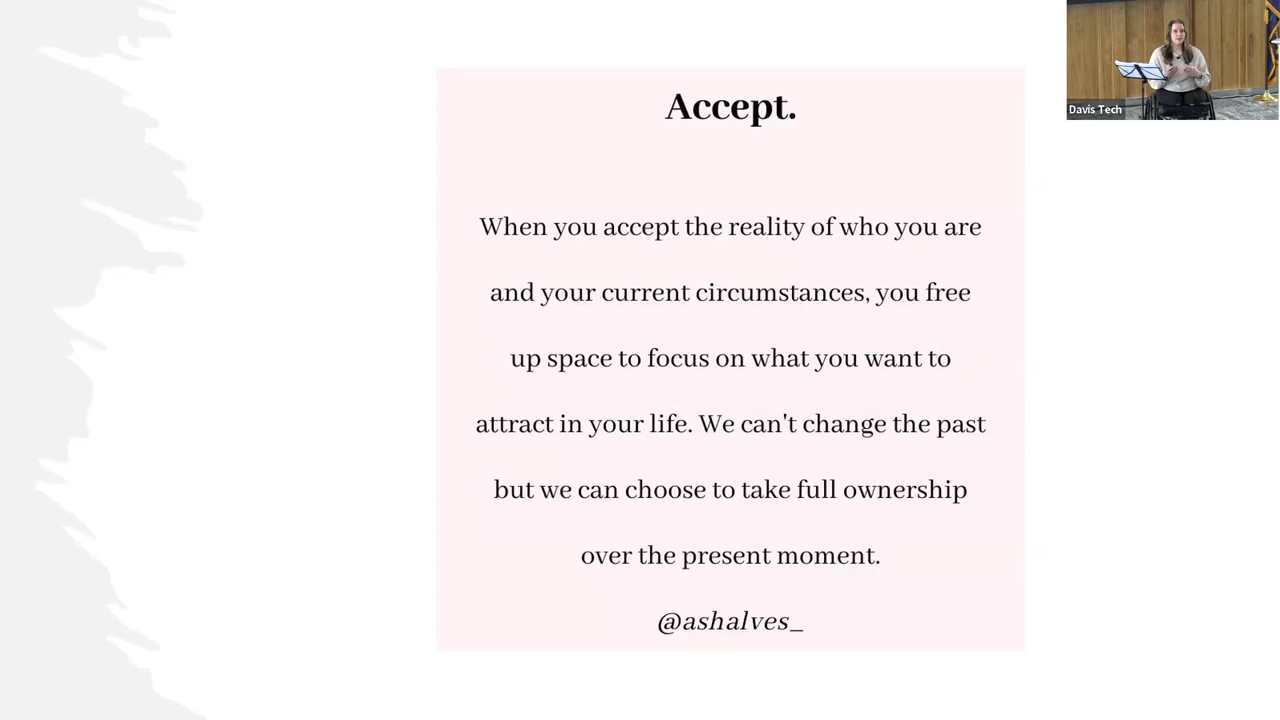 Accept.
When you accept the reality of who you are
and your current circumstances, you free
up space to focus on what you want to
attract in your life. We can't change the past
but we can choose to take full ownership
over the present moment.
@ashalves_
Davis Tech